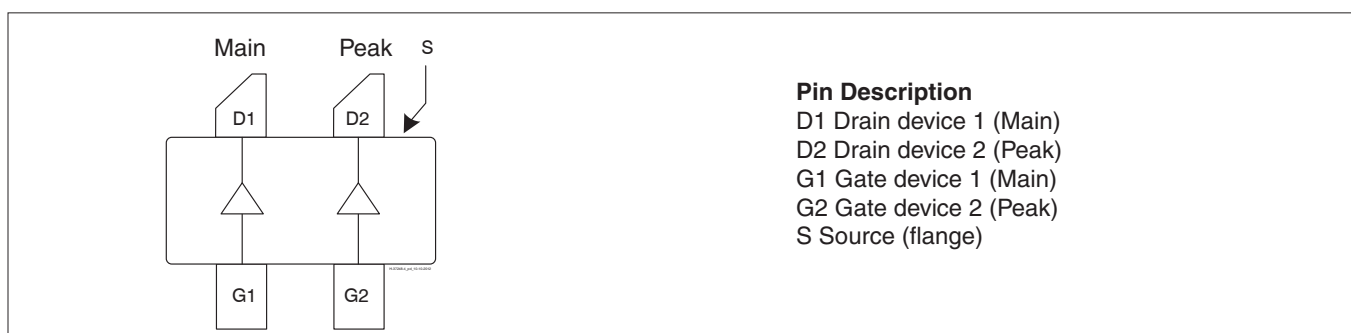 Main Peak S
D1 D2
G1 G2
Pin Description
D1 Drain device 1 (Main)
D2 Drain device 2 (Peak)
G1 Gate device 1 (Main)
G2 Gate device 2 (Peak)
S Source (flange)